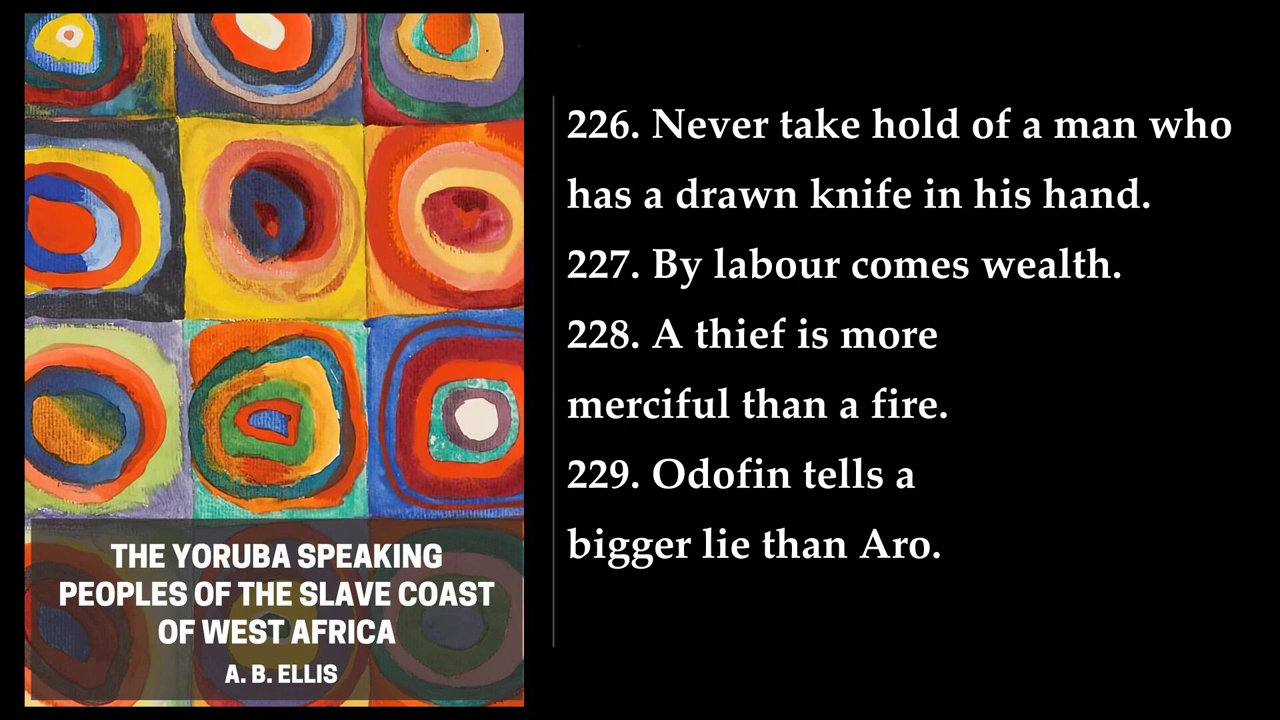 THE YORUBA SPEAKING
PEOPLES OF THE SLAVE COAST
OF WEST AFRICA
A. B. ELLIS
226. Never take hold of a man who
has a drawn knife in his hand.
227. By labour comes wealth.
228. A thief is more
merciful than a fire.
229. Odofin tells a
bigger lie than Aro.